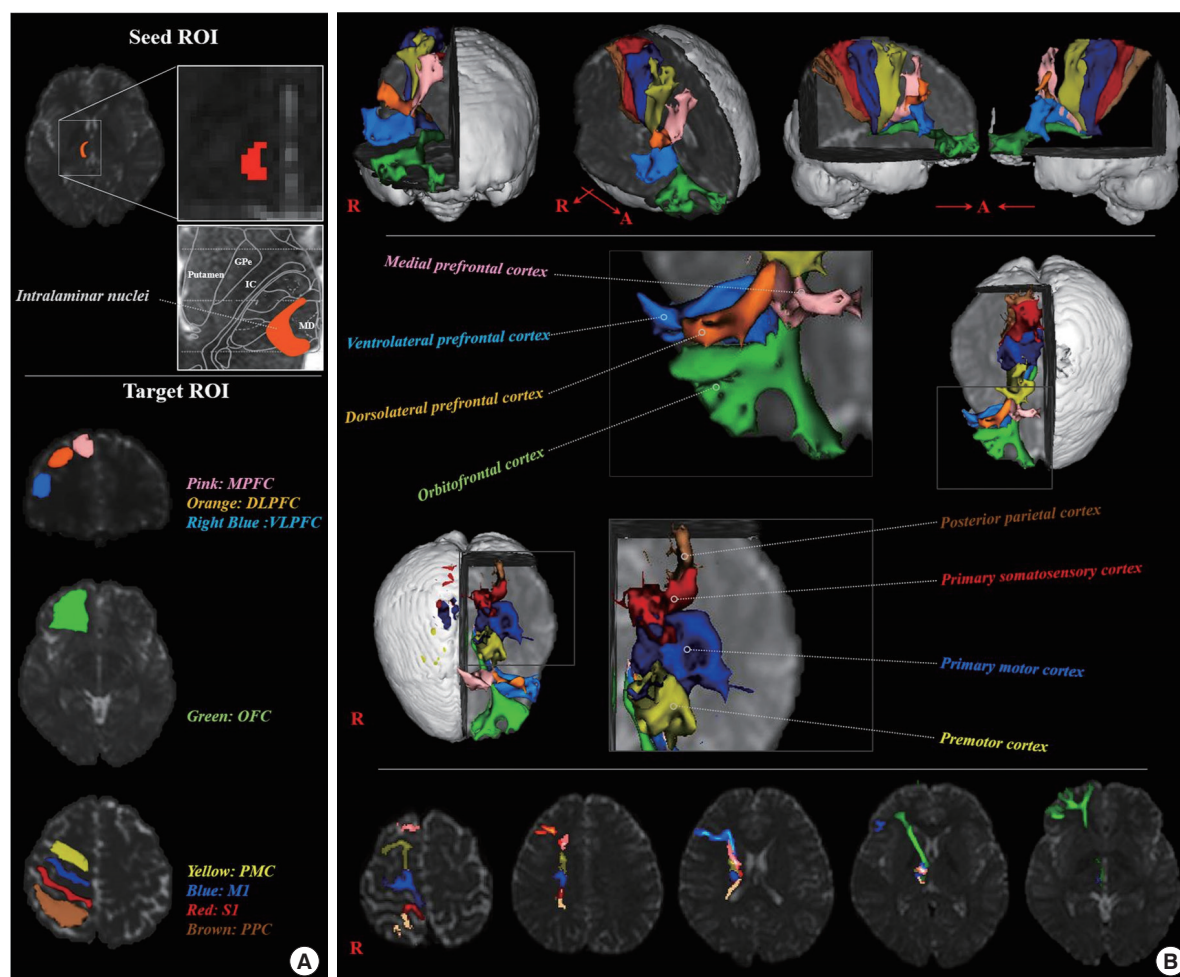 Seed ROI
Putamen
GPe
IC
MD
Intralaminar nuclei
Target ROI
Pink: MPFC
Orange: DLPFC
Right Blue :VLPFC
Green: OFC
Yellow: PMC
Blue: M1
Red: S1
Brown: PPC
A
R
R
A
A
Medial prefrontal cortex
Ventrolateral prefrontal cortex
Dorsolateral prefrontal cortex
Orbitofrontal cortex
Posterior parietal cortex
Primary somatosensory cortex
Primary motor cortex
R
Premotor cortex
R
B